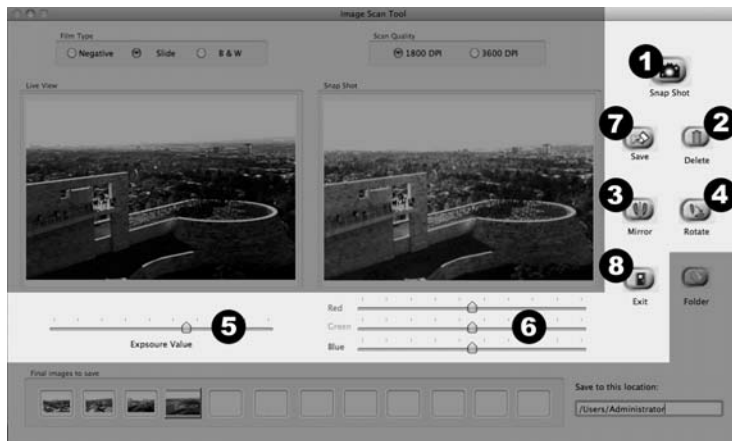 Image Scan Tool
Film Type
Negative Slide B & W
Scan Quality
1800 DPI 3600 DPI
Live View
Snap Shot
1
Snap Shot
7
Save
2
Delete
3
Mirror
4
Rotate
8
Exit
Folder
5
Expsoure Value
Red
Green
Blue
6
Final images to save
Save to this location:
/Users/Administrator